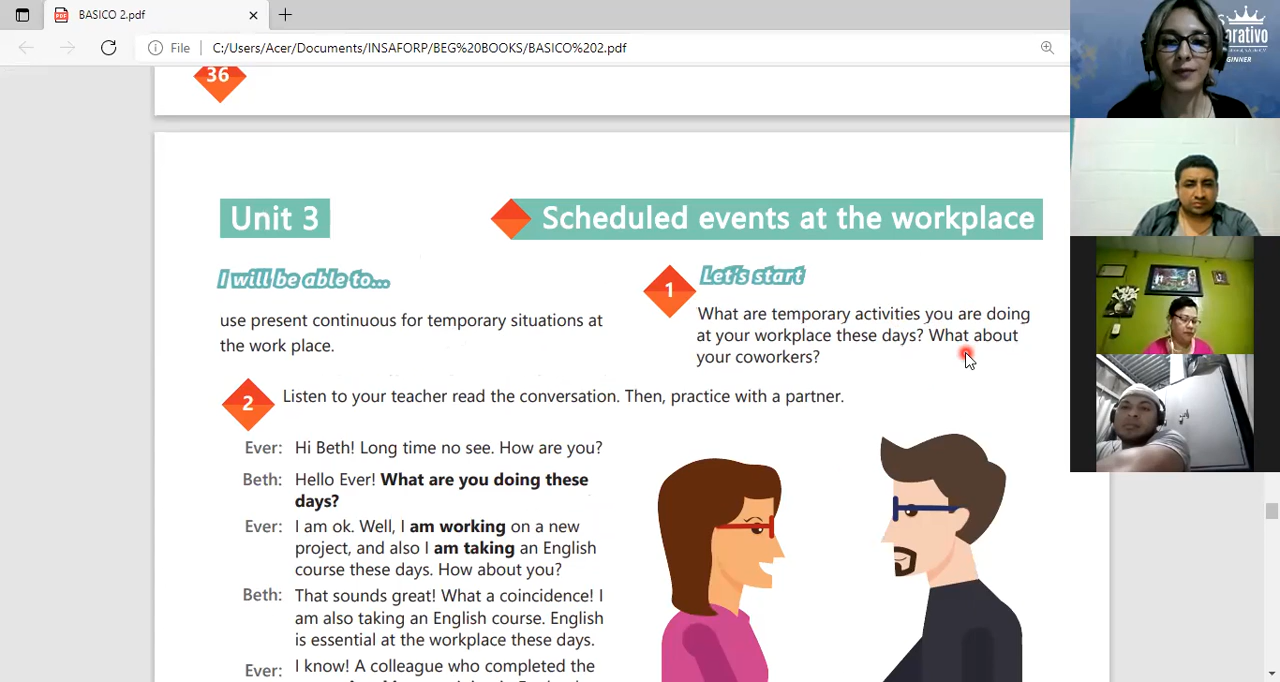 BASICO 2.pdf
File
C:/Users/Acer/Documents/INSAFORP/BEG%20BOOKS/BASICO%202.pdf
36
Unit 3
Scheduled events at the workplace
I will be able to...
use present continuous for temporary situations at
the work place.
1
Let's start
What are temporary activities you are doing
at your workplace these days? What about
your coworkers?
2
Listen to your teacher read the conversation. Then, practice with a partner.
Ever: Hi Beth! Long time no see. How are you?
Beth: Hello Ever! What are you doing these
days?
Ever: I am ok. Well, I am working on a new
project, and also I am taking an English
course these days. How about you?
Beth: That sounds great! What a coincidence! I
am also taking an English course. English
is essential at the workplace these days.
Ever: I know! A colleague who completed the